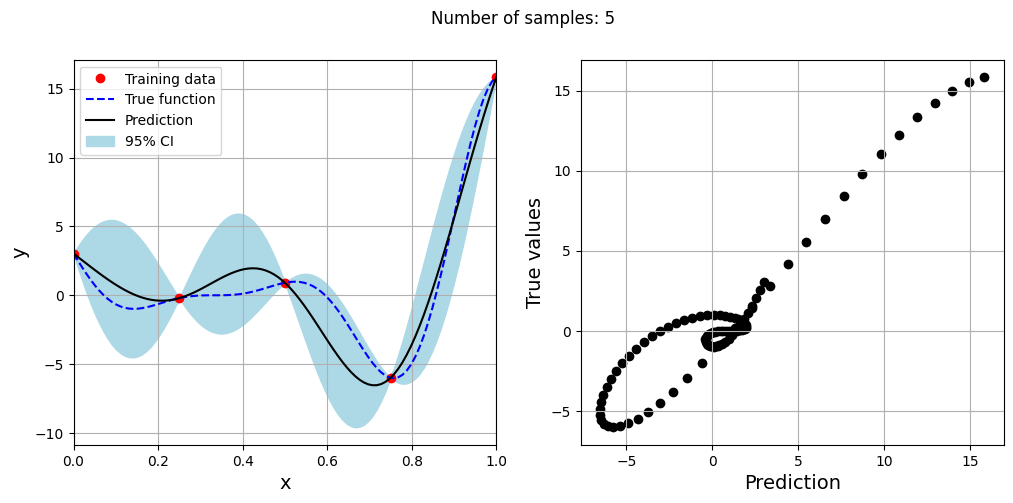 Number of samples: 5
Training data
True function
Prediction
95% CI
y
15
10
5
0
−5
−10
0.0 0.2 0.4 0.6 0.8 1.0
x
True values
15
10
5
0
−5
−5 0 5 10 15
Prediction